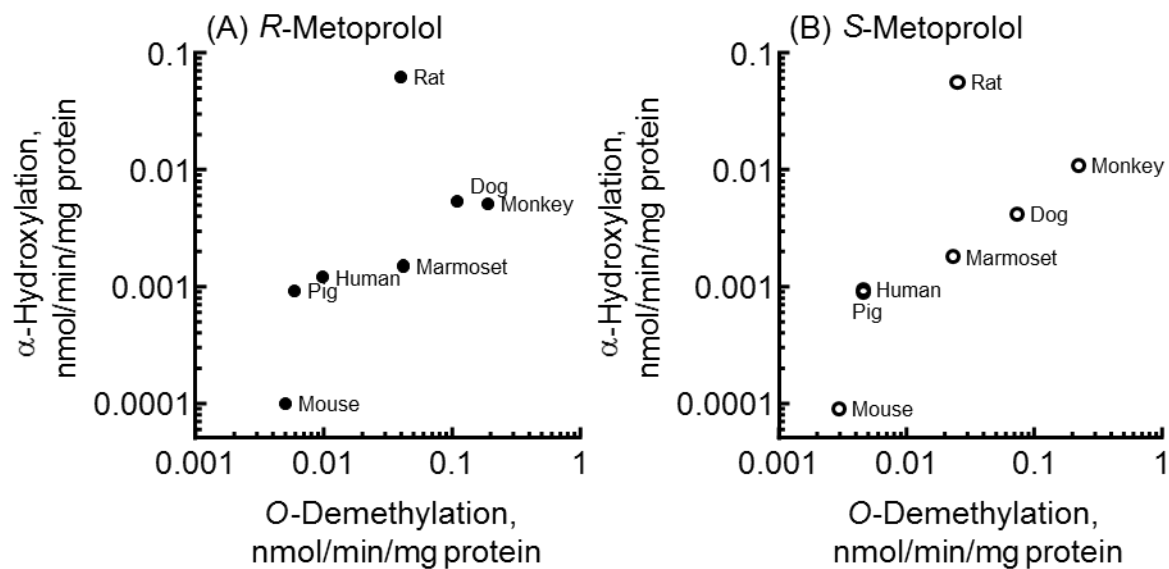 (A) R-Metoprolol
α-Hydroxylation,
nmol/min/mg protein
0.1
0.01
0.001
0.0001
Rat
Dog
Monkey
Marmoset
Human
Pig
Mouse
0.001
0.01
0.1
1
O-Demethylation,
nmol/min/mg protein
(B) S-Metoprolol
α-Hydroxylation,
nmol/min/mg protein
0.1
0.01
0.001
0.0001
Rat
Monkey
Dog
Marmoset
Human
Pig
Mouse
0.001
0.01
0.1
1
O-Demethylation,
nmol/min/mg protein